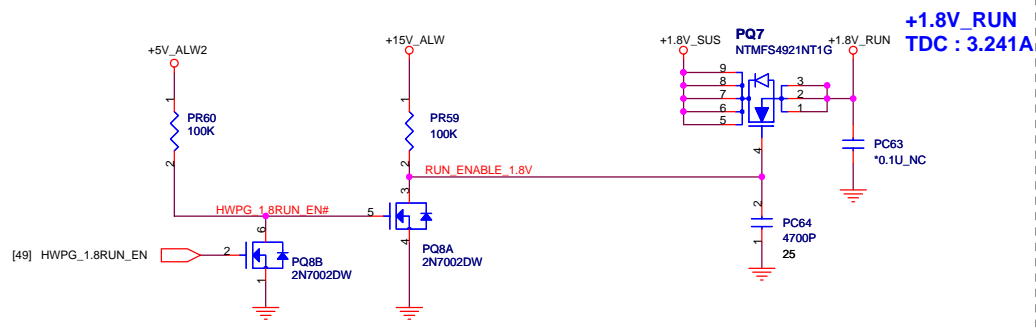 +1.8V_RUN
TDC : 3.241A
+5V_ALW2
+15V_ALW
+1.8V_SUS
PQ7
NTMFS4921NT1G
+1.8V_RUN
9
8
7
6
5
3
2
1
4
1
PR60
100K
2
1
PR59
100K
2
PC63
*0.1U_NC
RUN_ENABLE_1.8V
3
HWPG_1.8RUN_EN#
5
4
PQ8A
2N7002DW
2
PC64
4700P
1
25
6
[49] HWPG_1.8RUN_EN
2
1
PQ8B
2N7002DW